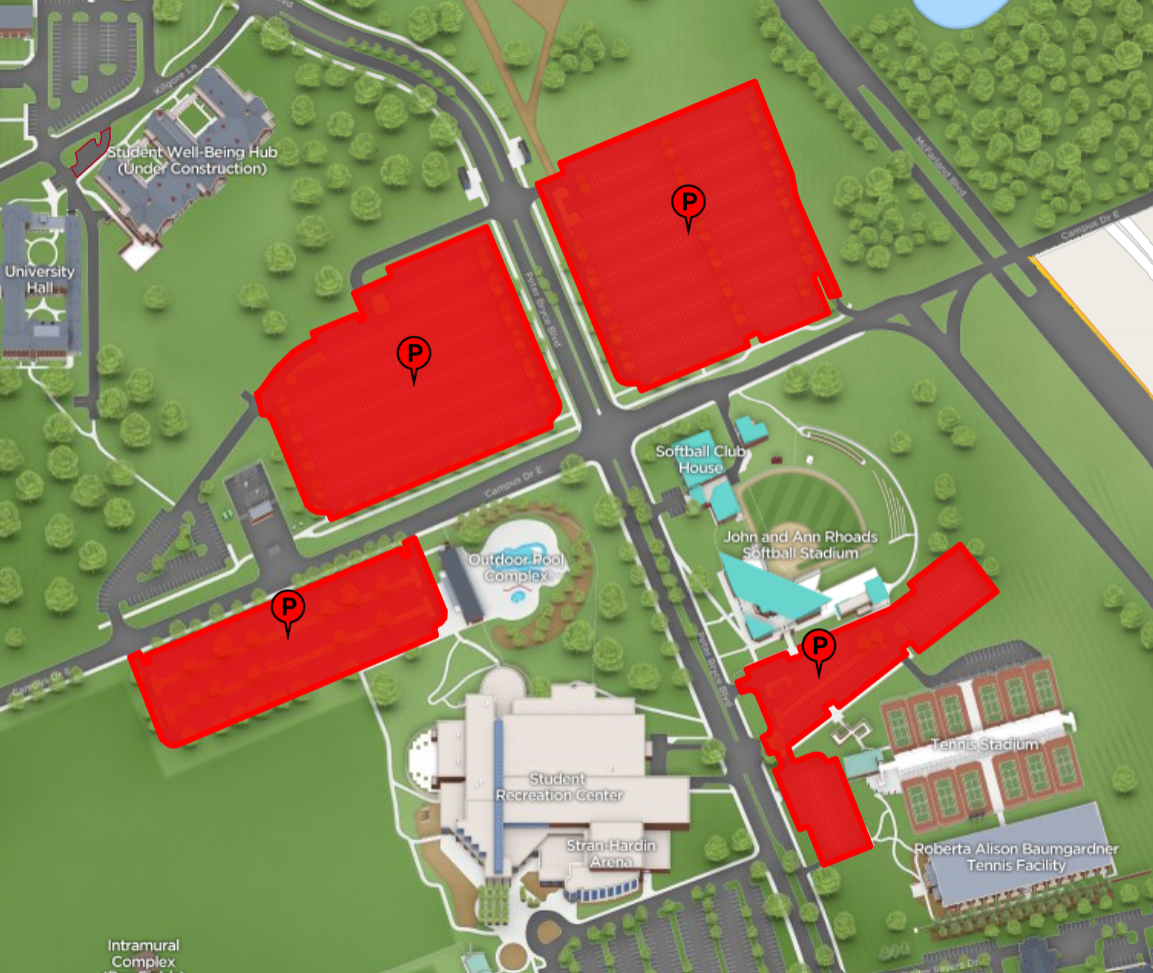 Blvd
Kilgore Ln
Student Well-Being Hub
(Under Construction)
McFarland Blvd
P
Campus Dr E
University
Hall
Peter Bryce Blvd
P
Softball Club
House
Campus Dr E
John and Ann Rhoads
Softball Stadium
Outdoor Pool
Complex
P
P
Campus Dr E
Peter Bryce Blvd
Tennis Stadium
Student
Recreation Center
Stran-Hardin
Arena
Roberta Alison Baumgardner
Tennis Facility
Intramural
Complex